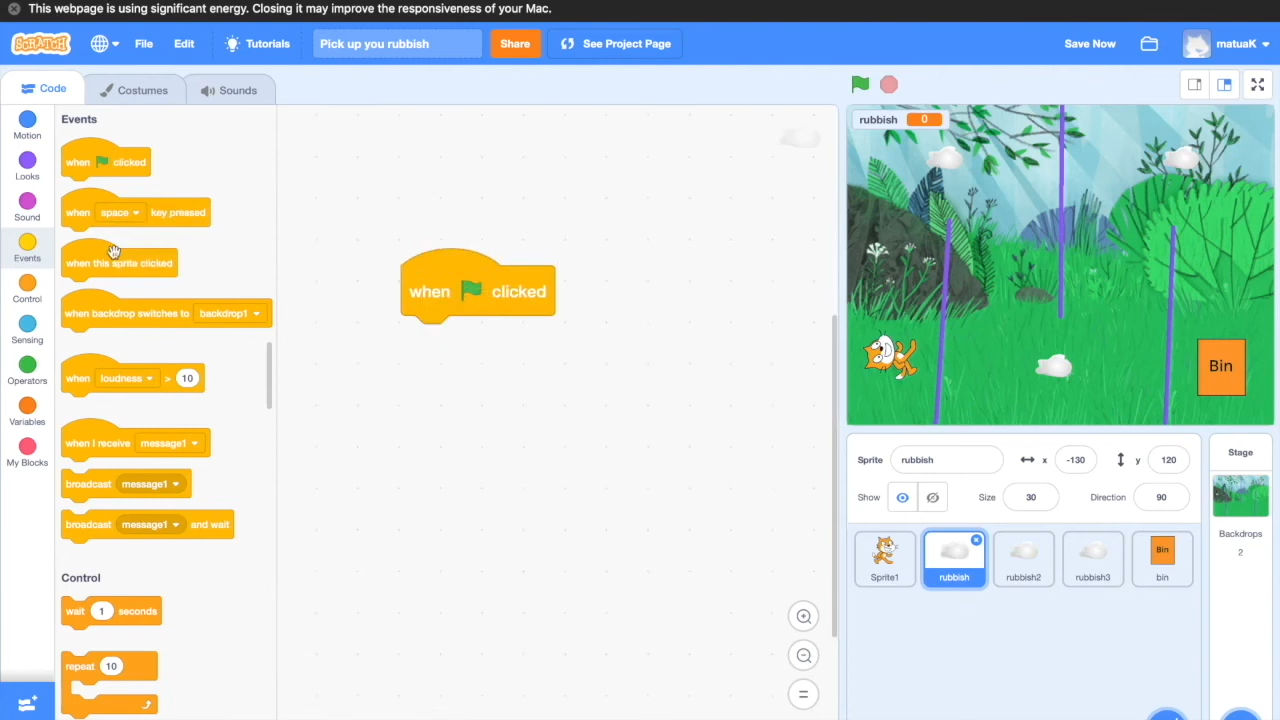 This webpage is using significant energy. Closing it may improve the responsiveness of your Mac.
SCRATCH File Edit Tutorials Pick up you rubbish Share See Project Page Save Now matuaK
Code Costumes Sounds
Motion
Looks
Sound
Events
Control
Sensing
Operators
Variables
My Blocks
Events
when clicked
when space key pressed
when this sprite clicked
when backdrop switches to backdrop1
when loudness > 10
when I receive message1
broadcast message1
broadcast message1 and wait
Control
wait 1 seconds
repeat 10
when clicked
rubbish 0
Bin
Sprite rubbish x -130 y 120
Show Size 30 Direction 90
Sprite1
rubbish
rubbish2
rubbish3
Bin
bin
Stage
Backdrops
2